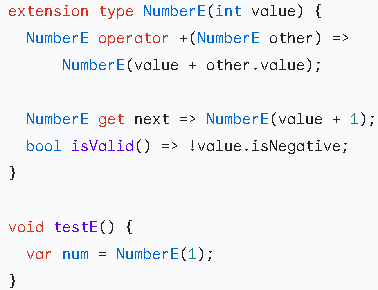 extension type NumberE(int value) {
  NumberE operator +(NumberE other) =>
      NumberE(value + other.value);

  NumberE get next => NumberE(value + 1);
  bool isValid() => !value.isNegative;
}

void testE() {
  var num = NumberE(1);
}